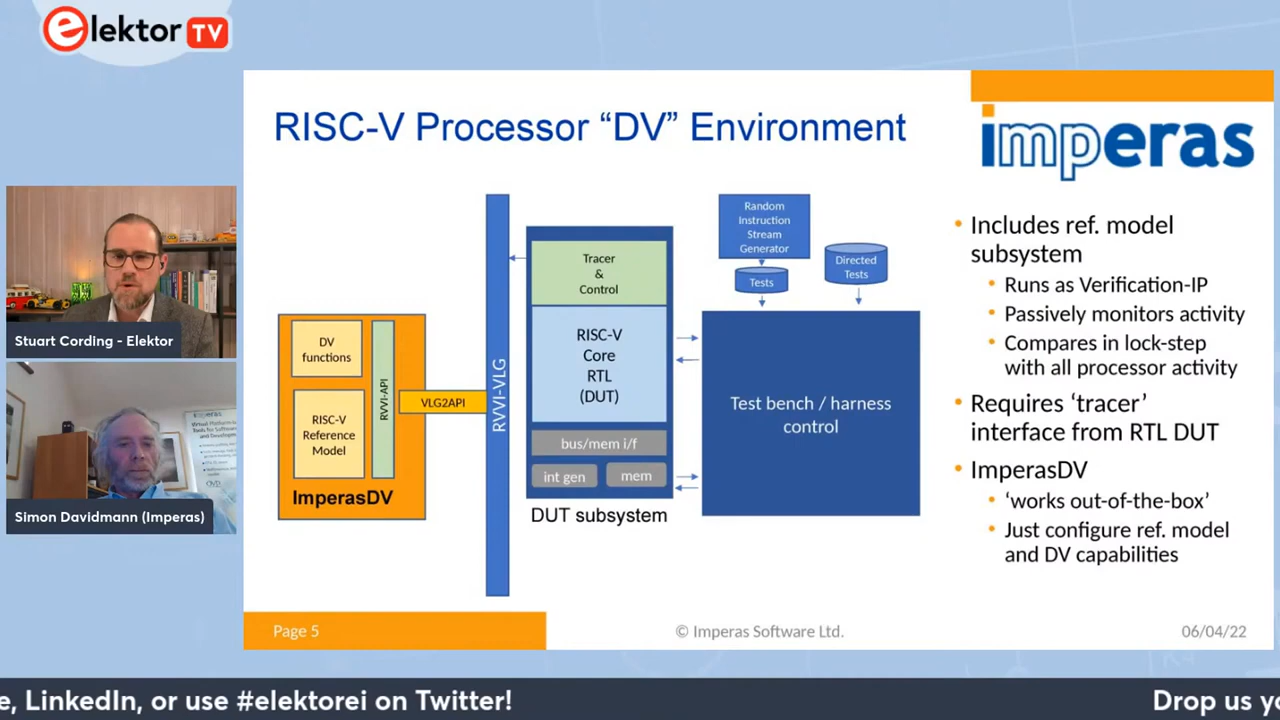 elektor TV
RISC-V Processor “DV” Environment
imperas
Stuart Cording - Elektor
Simon Davidmann (Imperas)
DV
functions
RISC-V
Reference
Model
RVVI-API
ImperasDV
VLG2API
RVVI-VLG
Tracer
&
Control
RISC-V
Core
RTL
(DUT)
bus/mem i/f
int gen
mem
DUT subsystem
Random
Instruction
Stream
Generator
Tests
Directed
Tests
Test bench / harness
control
• Includes ref. model
subsystem
• Runs as Verification-IP
• Passively monitors activity
• Compares in lock-step
with all processor activity
• Requires ‘tracer’
interface from RTL DUT
• ImperasDV
• ‘works out-of-the-box’
• Just configure ref. model
and DV capabilities
Page 5
© Imperas Software Ltd.
06/04/22
e, LinkedIn, or use #elektorei on Twitter!
Drop us yo